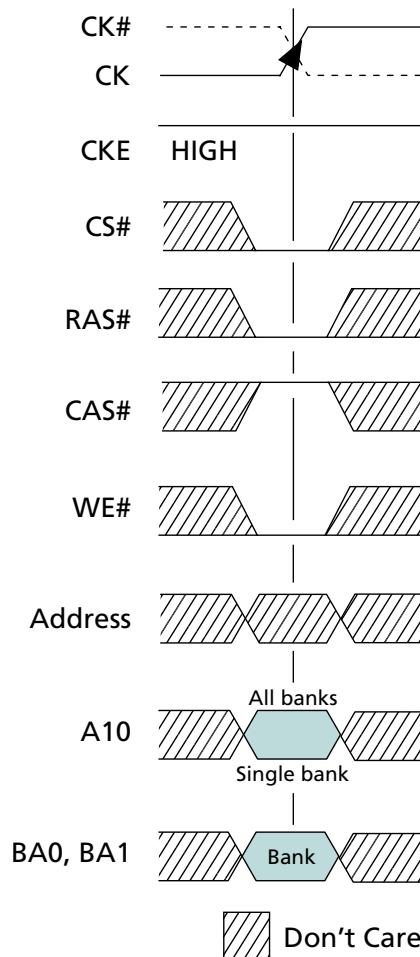 CK#
CK
CKE HIGH
CS#
RAS#
CAS#
WE#
Address
All banks
A10
Single bank
BA0, BA1 Bank
Don't Care